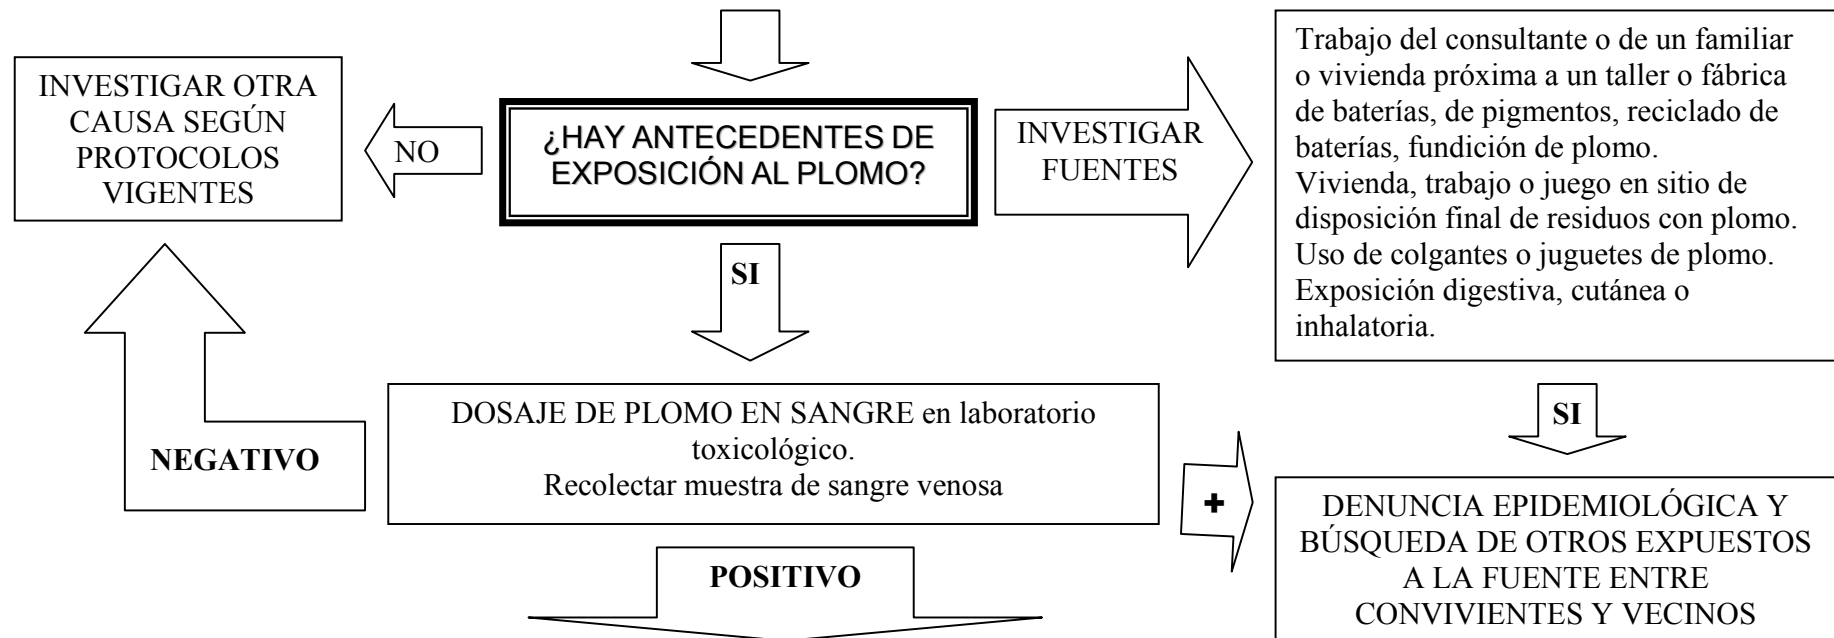 INVESTIGAR OTRA
CAUSA SEGÚN
PROTOCOLOS
VIGENTES
NO
¿HAY ANTECEDENTES DE
EXPOSICIÓN AL PLOMO?
INVESTIGAR
FUENTES
Trabajo del consultante o de un familiar
o vivienda próxima a un taller o fábrica
de baterías, de pigmentos, reciclado de
baterías, fundición de plomo.
Vivienda, trabajo o juego en sitio de
disposición final de residuos con plomo.
Uso de colgantes o juguetes de plomo.
Exposición digestiva, cutánea o
inhalatoria.
SI
SI
NEGATIVO
DOSAJE DE PLOMO EN SANGRE en laboratorio
toxicológico.
Recolectar muestra de sangre venosa
+
DENUNCIA EPIDEMIOLÓGICA Y
BÚSQUEDA DE OTROS EXPUESTOS
A LA FUENTE ENTRE
CONVIVIENTES Y VECINOS
POSITIVO